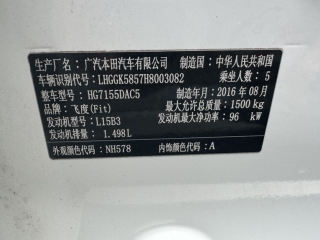 生产厂名：广汽本田汽车有限公司 制造国：中华人民共和国
车辆识别代号：LHGGK5857H8003082 乘坐人数：5
整车型号：HG7155DAC5 制造年月：2016年08月
品牌：飞度(Fit) 最大允许总质量：1500kg
发动机型号：L15B3 发动机最大净功率：96 kW
发动机排量：1.498L
外观颜色代码：NH578 内饰颜色代码：A